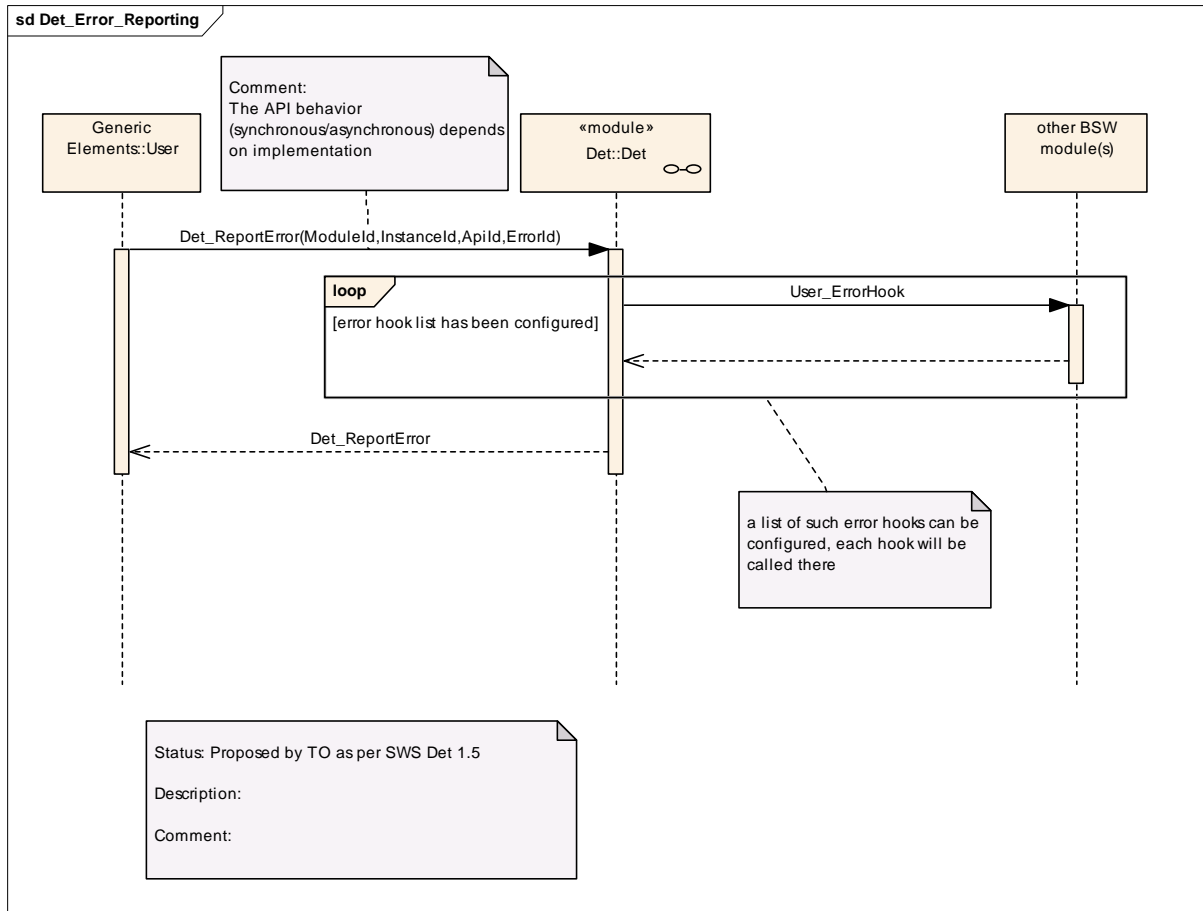 sd Det_Error_Reporting
Comment:
The API behavior
(synchronous/asynchronous) depends
on implementation
Generic
Elements::User
«module»
Det::Det
other BSW
module(s)
Det_ReportError(ModuleId,InstanceId,ApiId,ErrorId)
loop
User_ErrorHook
[error hook list has been configured]
Det_ReportError
a list of such error hooks can be
configured, each hook will be
called there
Status: Proposed by TO as per SWS Det 1.5
Description:
Comment: